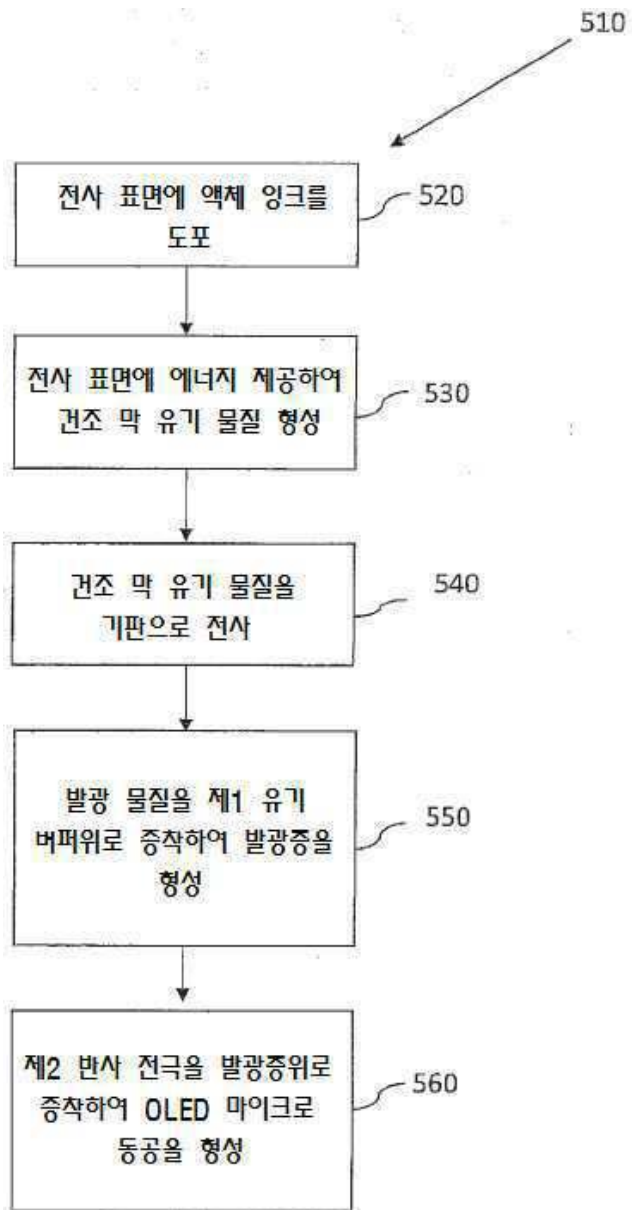 510
전사 표면에 액체 잉크를
도포
520
전사 표면에 에너지 제공하여
건조 막 유기 물질 형성
530
건조 막 유기 물질을
기판으로 전사
540
발광 물질을 제1 유기
버퍼위로 증착하여 발광층을
형성
550
제2 반사 전극을 발광층위로
증착하여 OLED 마이크로
동공을 형성
560